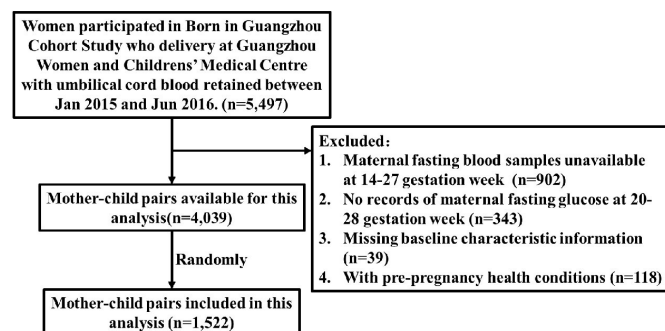 Women participated in Born in Guangzhou
Cohort Study who delivery at Guangzhou
Women and Childrens' Medical Centre
with umbilical cord blood retained between
Jan 2015 and Jun 2016. (n=5,497)
Excluded:
1. Maternal fasting blood samples unavailable
at 14-27 gestation week (n=902)
2. No records of maternal fasting glucose at 20-
28 gestation week (n=343)
3. Missing baseline characteristic information
(n=39)
4. With pre-pregnancy health conditions (n=118)
Mother-child pairs available for this
analysis(n=4,039)
Randomly
Mother-child pairs included in this
analysis (n=1,522)